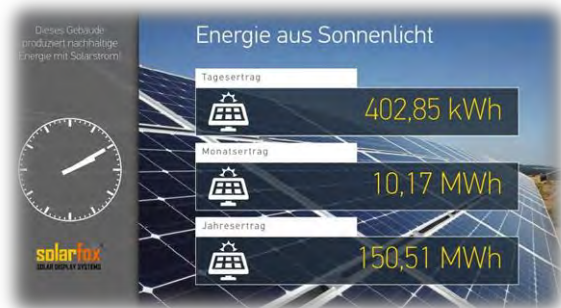 Dieses Gebäude
produziert nachhaltige
Energie mit Solarstrom!
Energie aus Sonnenlicht
Tagesertrag
402,85 kWh
Monatsertrag
10,17 MWh
Jahresertrag
150,51 MWh
solarfox
SOLAR DISPLAY SYSTEMS